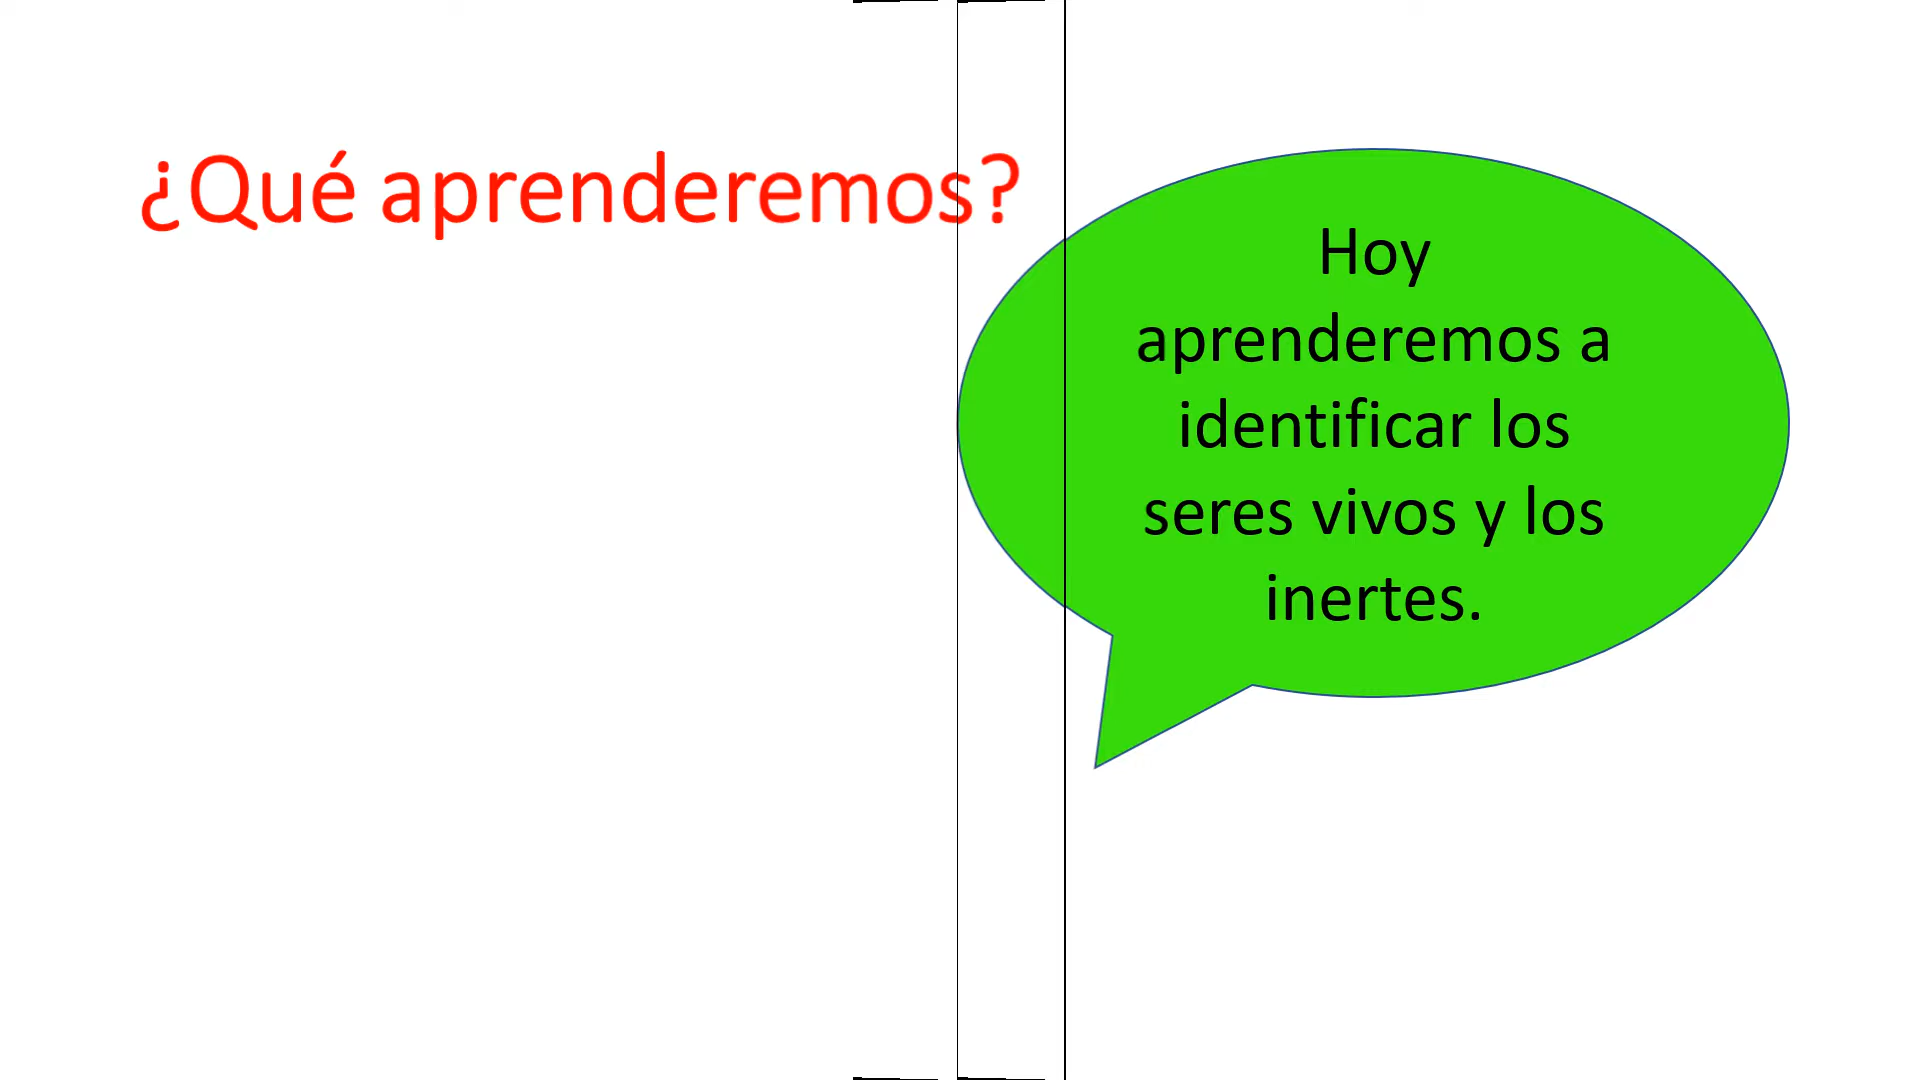 ¿Qué aprenderemos?
Hoy
aprenderemos a
identificar los
seres vivos y los
inertes.